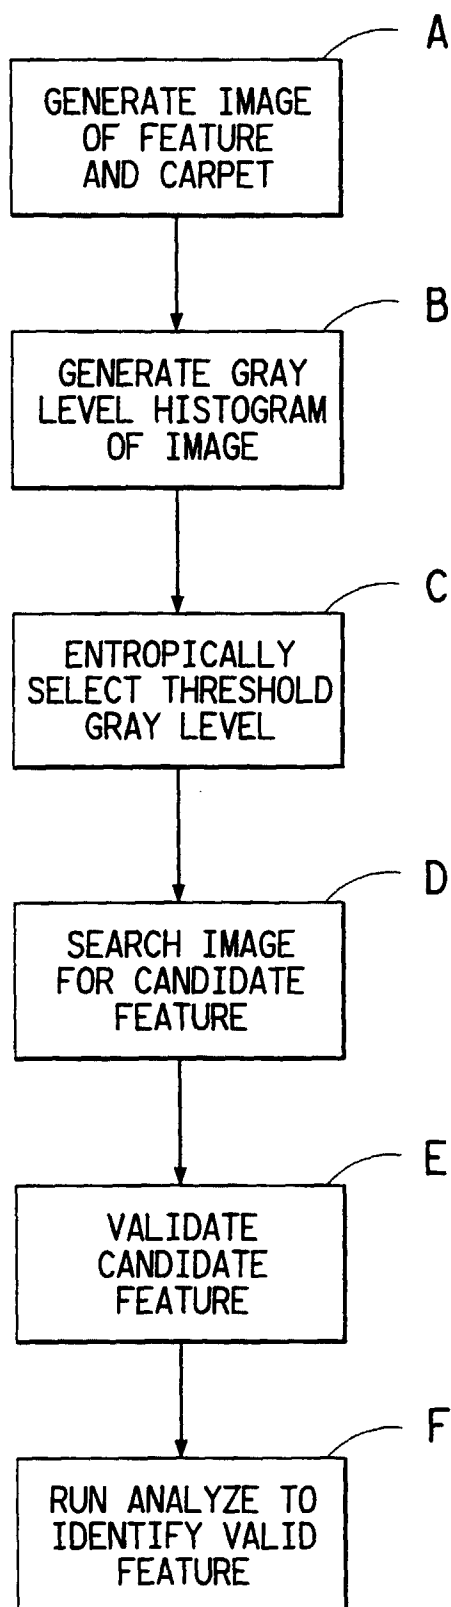 A
GENERATE IMAGE
OF FEATURE
AND CARPET
B
GENERATE GRAY
LEVEL HISTOGRAM
OF IMAGE
C
ENTROPICALLY
SELECT THRESHOLD
GRAY LEVEL
D
SEARCH IMAGE
FOR CANDIDATE
FEATURE
E
VALIDATE
CANDIDATE
FEATURE
F
RUN ANALYZE TO
IDENTIFY VALID
FEATURE